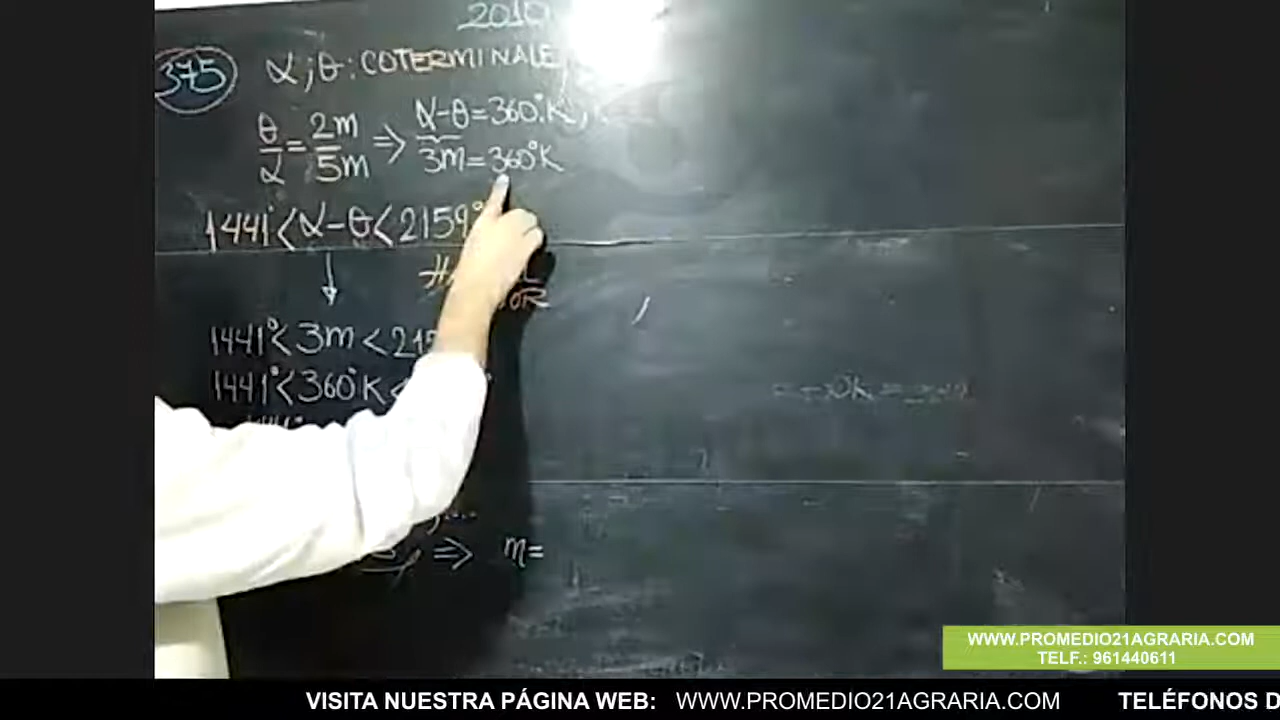 2010
375 α ; θ : COTERMINALE
θ/α = 2m/5m ⇒ α-θ = 360°K ,
3m = 360°K
1441° < α - θ < 2159°
1441° < 3m < 215
1441° < 360°K <
, ....
⇒ m =
WWW.PROMEDIO21AGRARIA.COM
TELF.: 961440611
VISITA NUESTRA PÁGINA WEB: WWW.PROMEDIO21AGRARIA.COM TELÉFONOS D